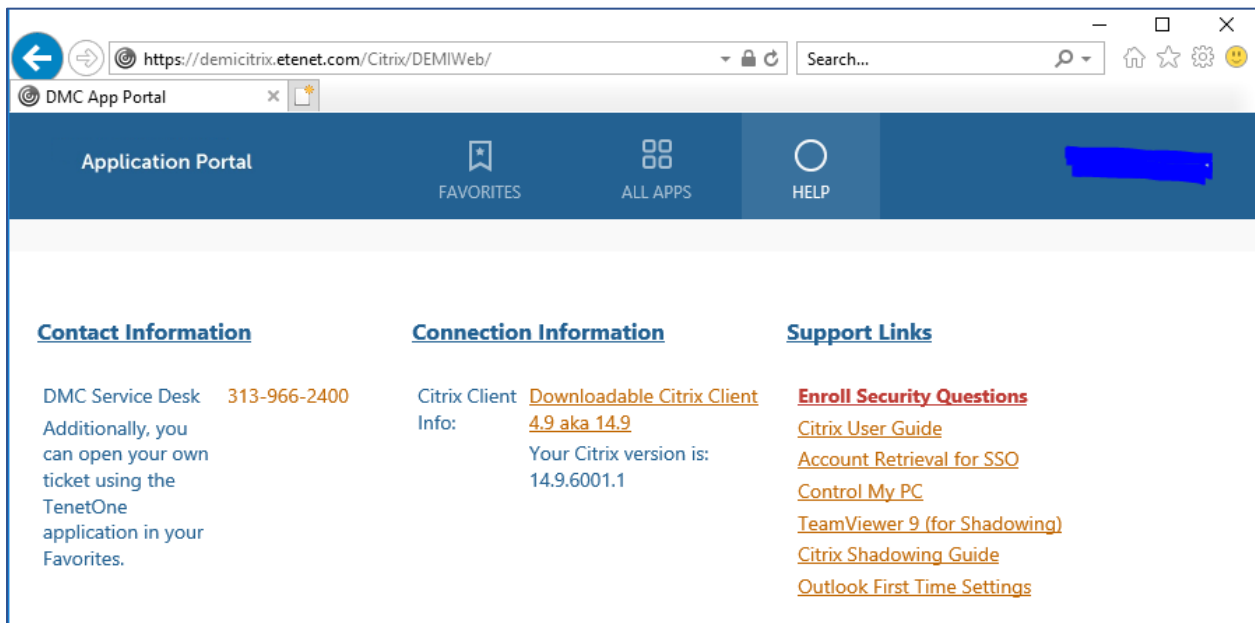 https://demicitrix.etenet.com/Citrix/DEMIWeb/
Search...
DMC App Portal
Application Portal
FAVORITES
ALL APPS
HELP
Contact Information
DMC Service Desk 313-966-2400
Additionally, you
can open your own
ticket using the
TenetOne
application in your
Favorites.
Connection Information
Citrix Client Downloadable Citrix Client
Info: 4.9 aka 14.9
Your Citrix version is:
14.9.6001.1
Support Links
Enroll Security Questions
Citrix User Guide
Account Retrieval for SSO
Control My PC
TeamViewer 9 (for Shadowing)
Citrix Shadowing Guide
Outlook First Time Settings